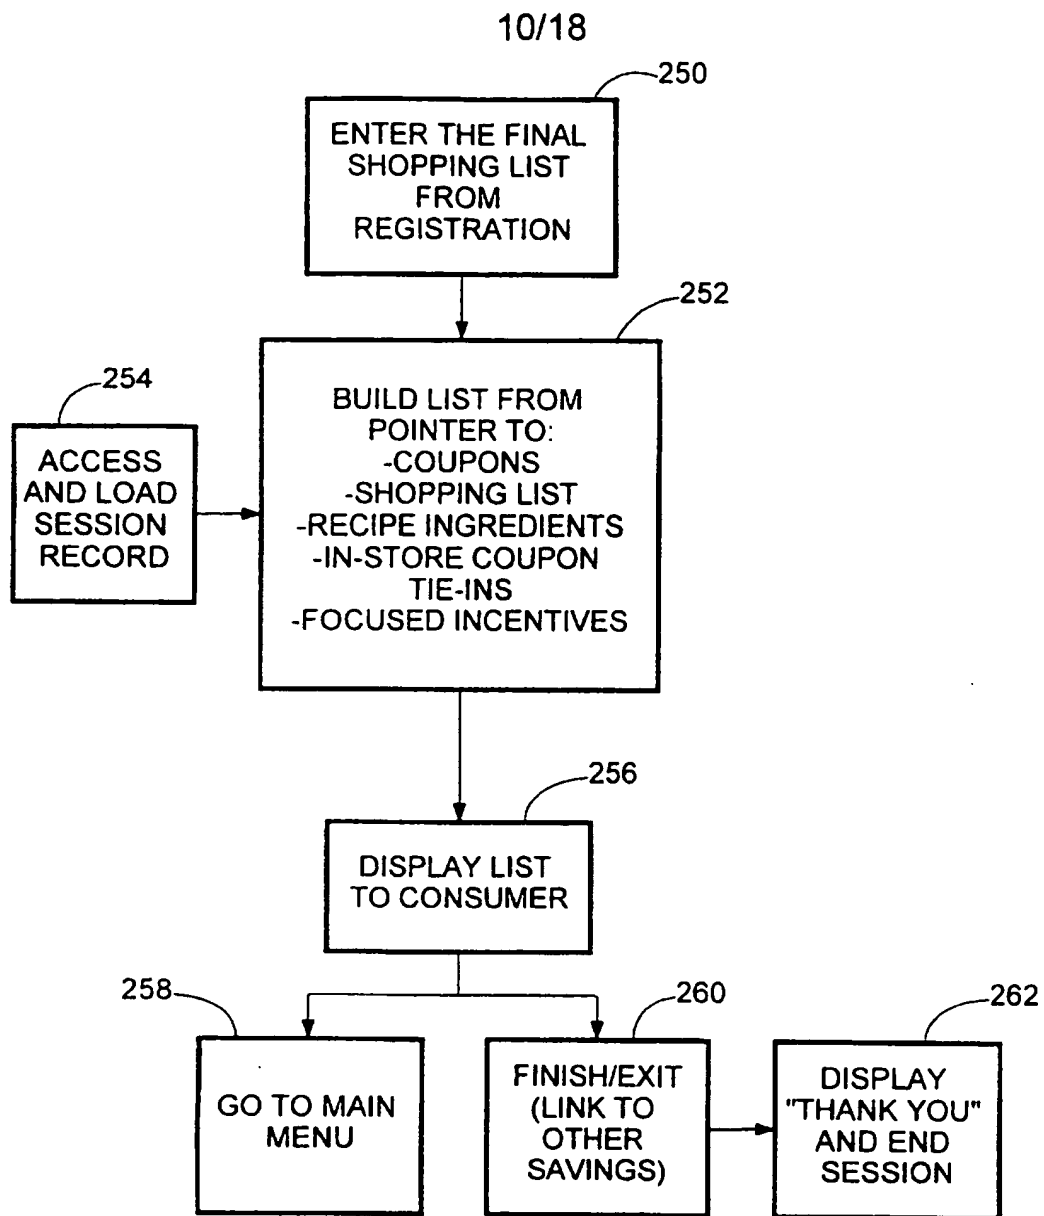 10/18
250
ENTER THE FINAL
SHOPPING LIST
FROM
REGISTRATION
252
BUILD LIST FROM
POINTER TO:
-COUPONS
-SHOPPING LIST
-RECIPE INGREDIENTS
-IN-STORE COUPON
TIE-INS
-FOCUSED INCENTIVES
254
ACCESS
AND LOAD
SESSION
RECORD
256
DISPLAY LIST
TO CONSUMER
258
GO TO MAIN
MENU
260
FINISH/EXIT
(LINK TO
OTHER
SAVINGS)
262
DISPLAY
"THANK YOU"
AND END
SESSION